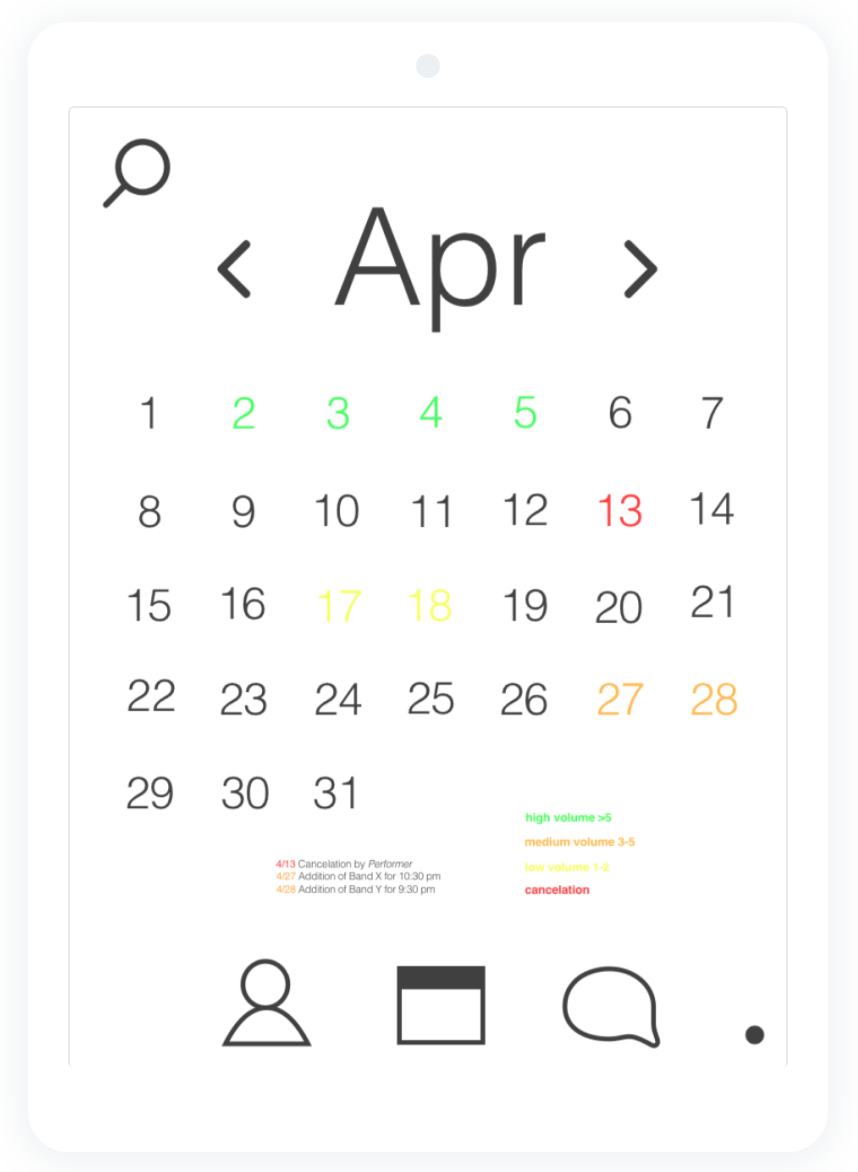 Apr
1 2 3 4 5 6 7
8 9 10 11 12 13 14
15 16 17 18 19 20 21
22 23 24 25 26 27 28
29 30 31
high volume >5
medium volume 3-5
low volume 1-2
cancelation
4/13 Cancelation by Performer
4/27 Addition of Band X for 10:30 pm
4/28 Addition of Band Y for 9:30 pm